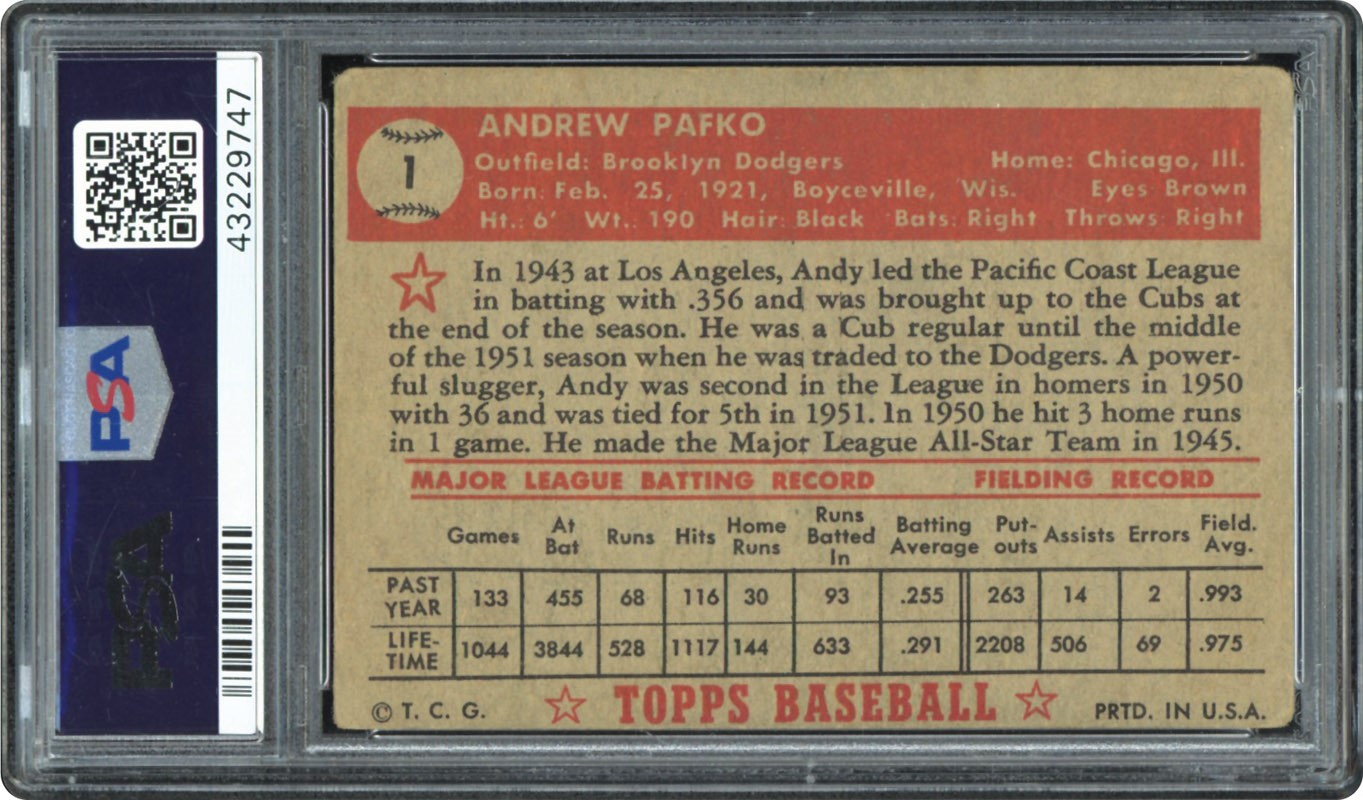 43229747
PSA
PSA
1
ANDREW PAFKO
Outfield: Brooklyn Dodgers Home: Chicago, Ill.
Born: Feb. 25, 1921, Boyceville, Wis. Eyes Brown
Ht.: 6' Wt.: 190 Hair: Black Bats: Right Throws: Right
In 1943 at Los Angeles, Andy led the Pacific Coast League
in batting with .356 and was brought up to the Cubs at
the end of the season. He was a Cub regular until the middle
of the 1951 season when he was traded to the Dodgers. A power-
ful slugger, Andy was second in the League in homers in 1950
with 36 and was tied for 5th in 1951. In 1950 he hit 3 home runs
in 1 game. He made the Major League All-Star Team in 1945.
MAJOR LEAGUE BATTING RECORD FIELDING RECORD
Games At Bat Runs Hits Home Runs Runs Batted In Batting Average Put-outs Assists Errors Field. Avg.
PAST YEAR 133 455 68 116 30 93 .255 263 14 2 .993
LIFE-TIME 1044 3844 528 1117 144 633 .291 2208 506 69 .975
© T. C. G. TOPPS BASEBALL PRTD. IN U.S.A.